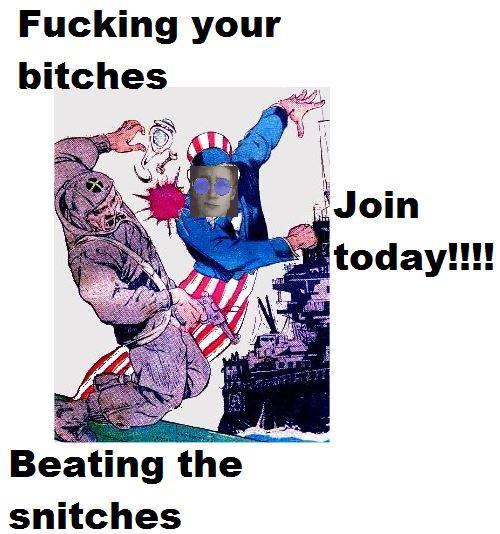 Fucking your
bitches
Join
today!!!!
Beating the
snitches